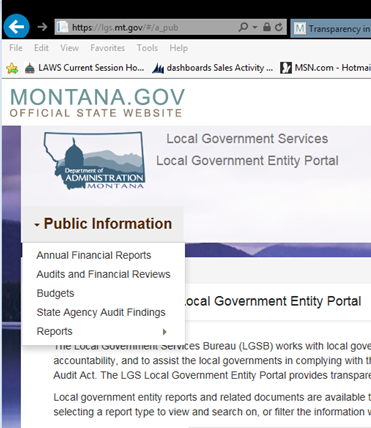 https://lgs.mt.gov/#/a_pub
Transparency in
File Edit View Favorites Tools Help
LAWS Current Session Ho... dashboards Sales Activity ... MSN.com - Hotmai
MONTANA.GOV
OFFICIAL STATE WEBSITE
Local Government Services
Local Government Entity Portal
Department of
ADMINISTRATION
MONTANA
Public Information
Annual Financial Reports
Audits and Financial Reviews
Budgets
State Agency Audit Findings
Reports
Local Government Entity Portal
The Local Government Services Bureau (LGSB) works with local gove
accountability, and to assist the local governments in complying with th
Audit Act. The LGS Local Government Entity Portal provides transpare
Local government entity reports and related documents are available t
selecting a report type to view and search on, or filter the information v